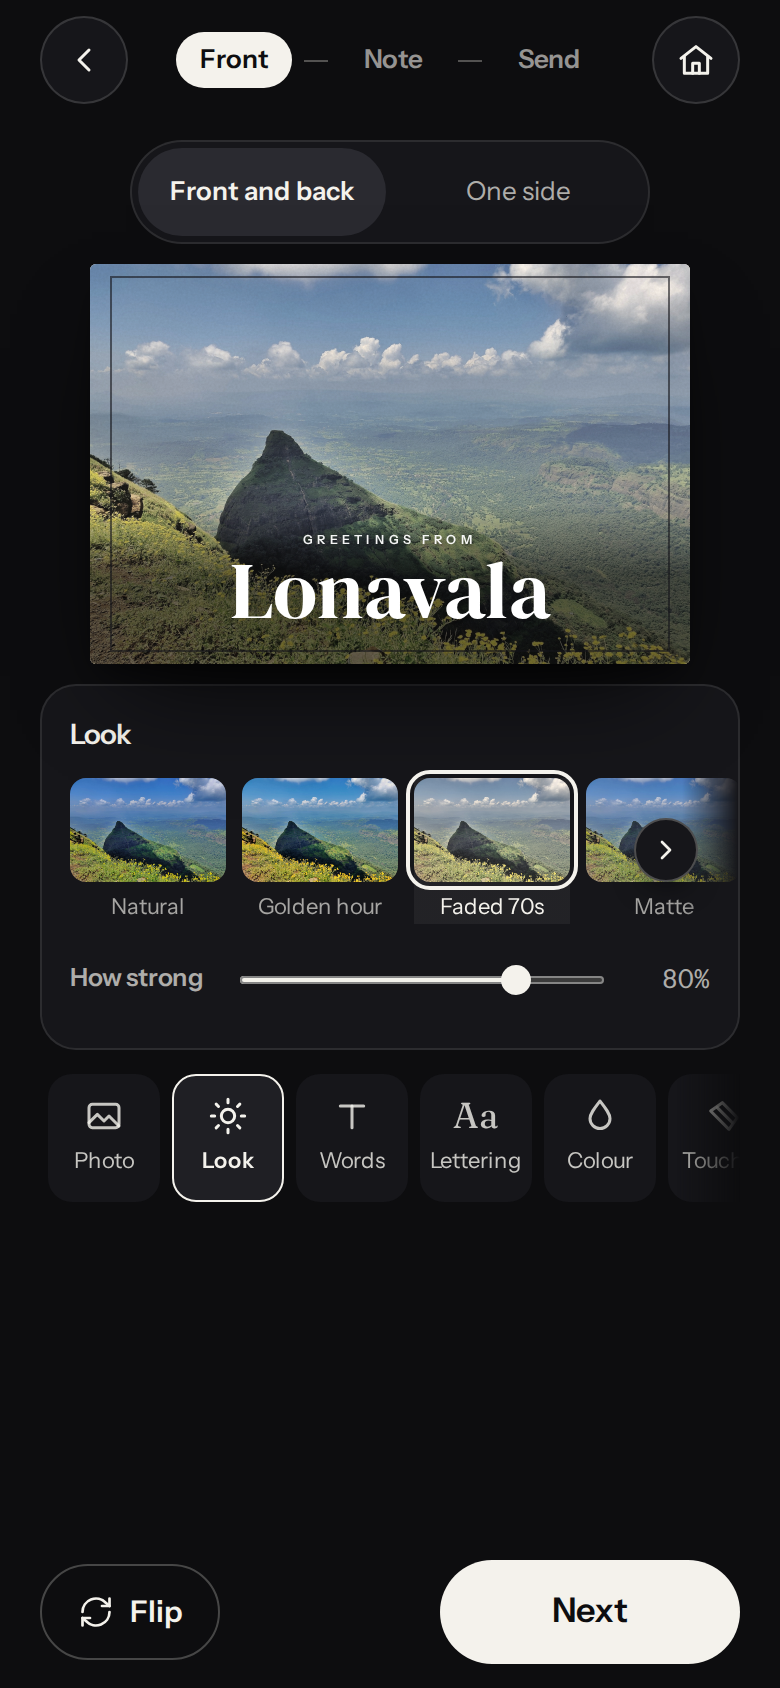 Front — Note — Send
Front and back One side
GREETINGS FROM
Lonavala
Look
Natural Golden hour Faded 70s Matte
How strong 80%
Photo Look Words Aa Lettering Colour Touch
Flip Next